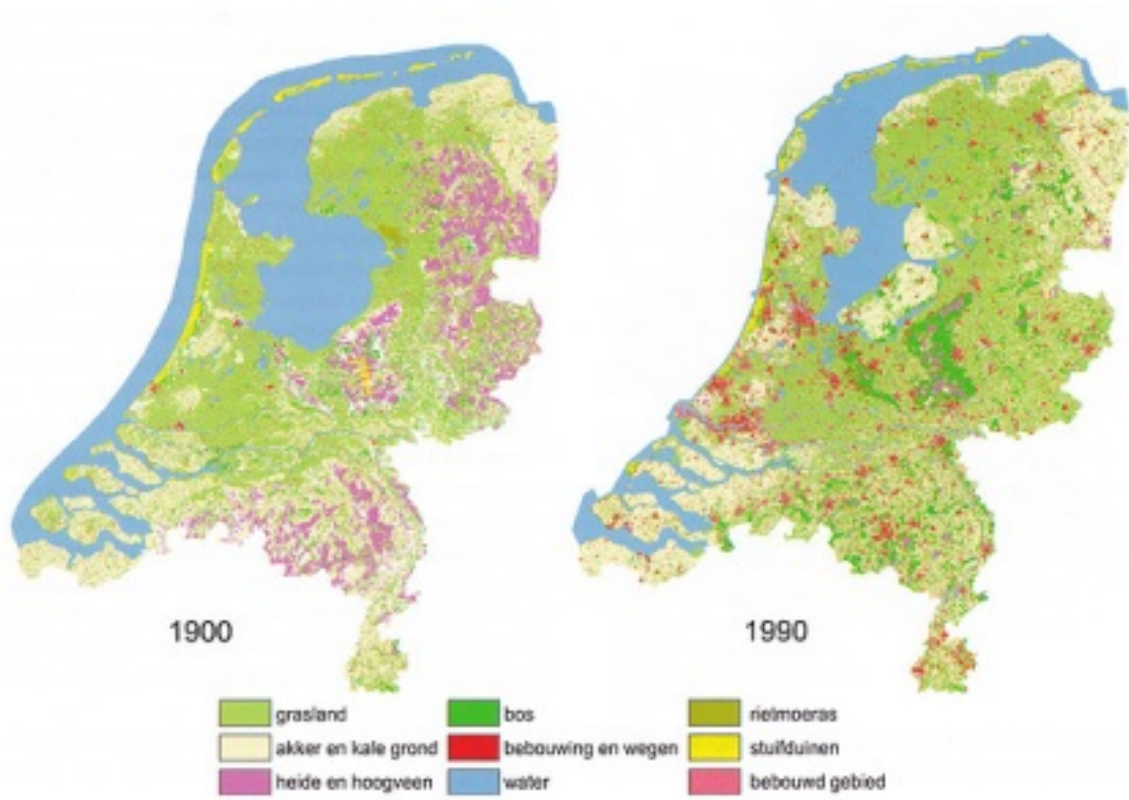 1900
1990
grasland
bos
rietmoeras
akker en kale grond
bebouwing en wegen
stuifduinen
heide en hoogveen
water
bebouwd gebied